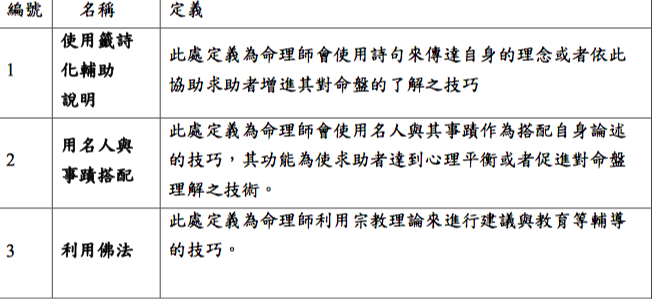 編號 名稱 定義
1
使用籤詩
化輔助
說明
此處定義為命理師會使用詩句來傳達自身的理念或者依此
協助求助者增進其對命盤的了解之技巧
2
用名人與
事蹟搭配
此處定義為命理師會使用名人與其事蹟作為搭配自身論述
的技巧，其功能為使求助者達到心理平衡或者促進對命盤
理解之技術。
3
利用佛法
此處定義為命理師利用宗教理論來進行建議與教育等輔導
的技巧。